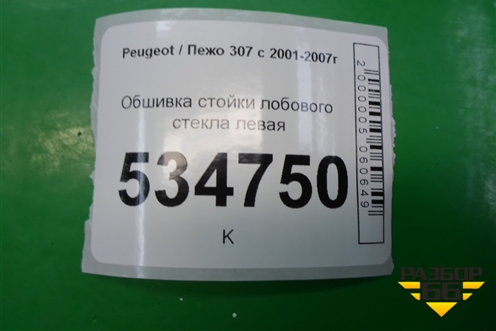 Peugeot / Пежо 307 с 2001-2007г
Обшивка стойки лобового
стекла левая
534750
К
2000005060649
РАЗБОР
66